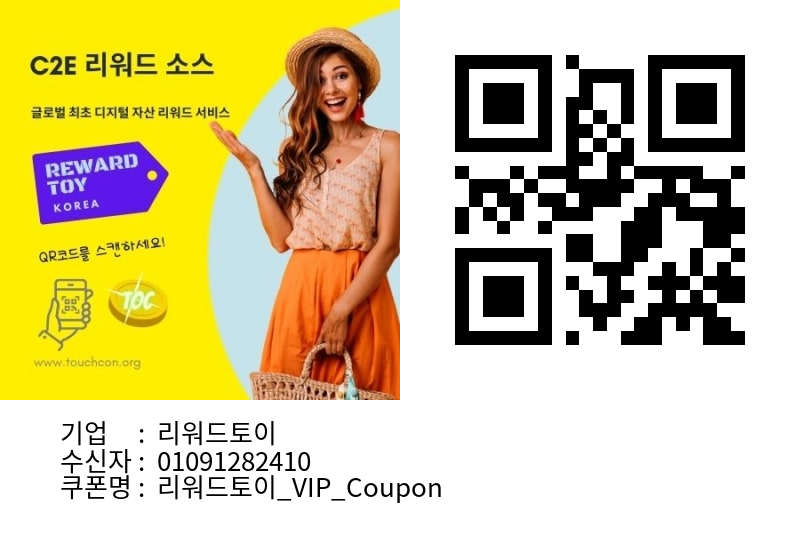 C2E 리워드 소스
글로벌 최초 디지털 자산 리워드 서비스
REWARD
TOY
KOREA
QR코드를 스캔하세요!
TOC
www.touchcon.org
기업 : 리워드토이
수신자 : 01091282410
쿠폰명 : 리워드토이_VIP_Coupon